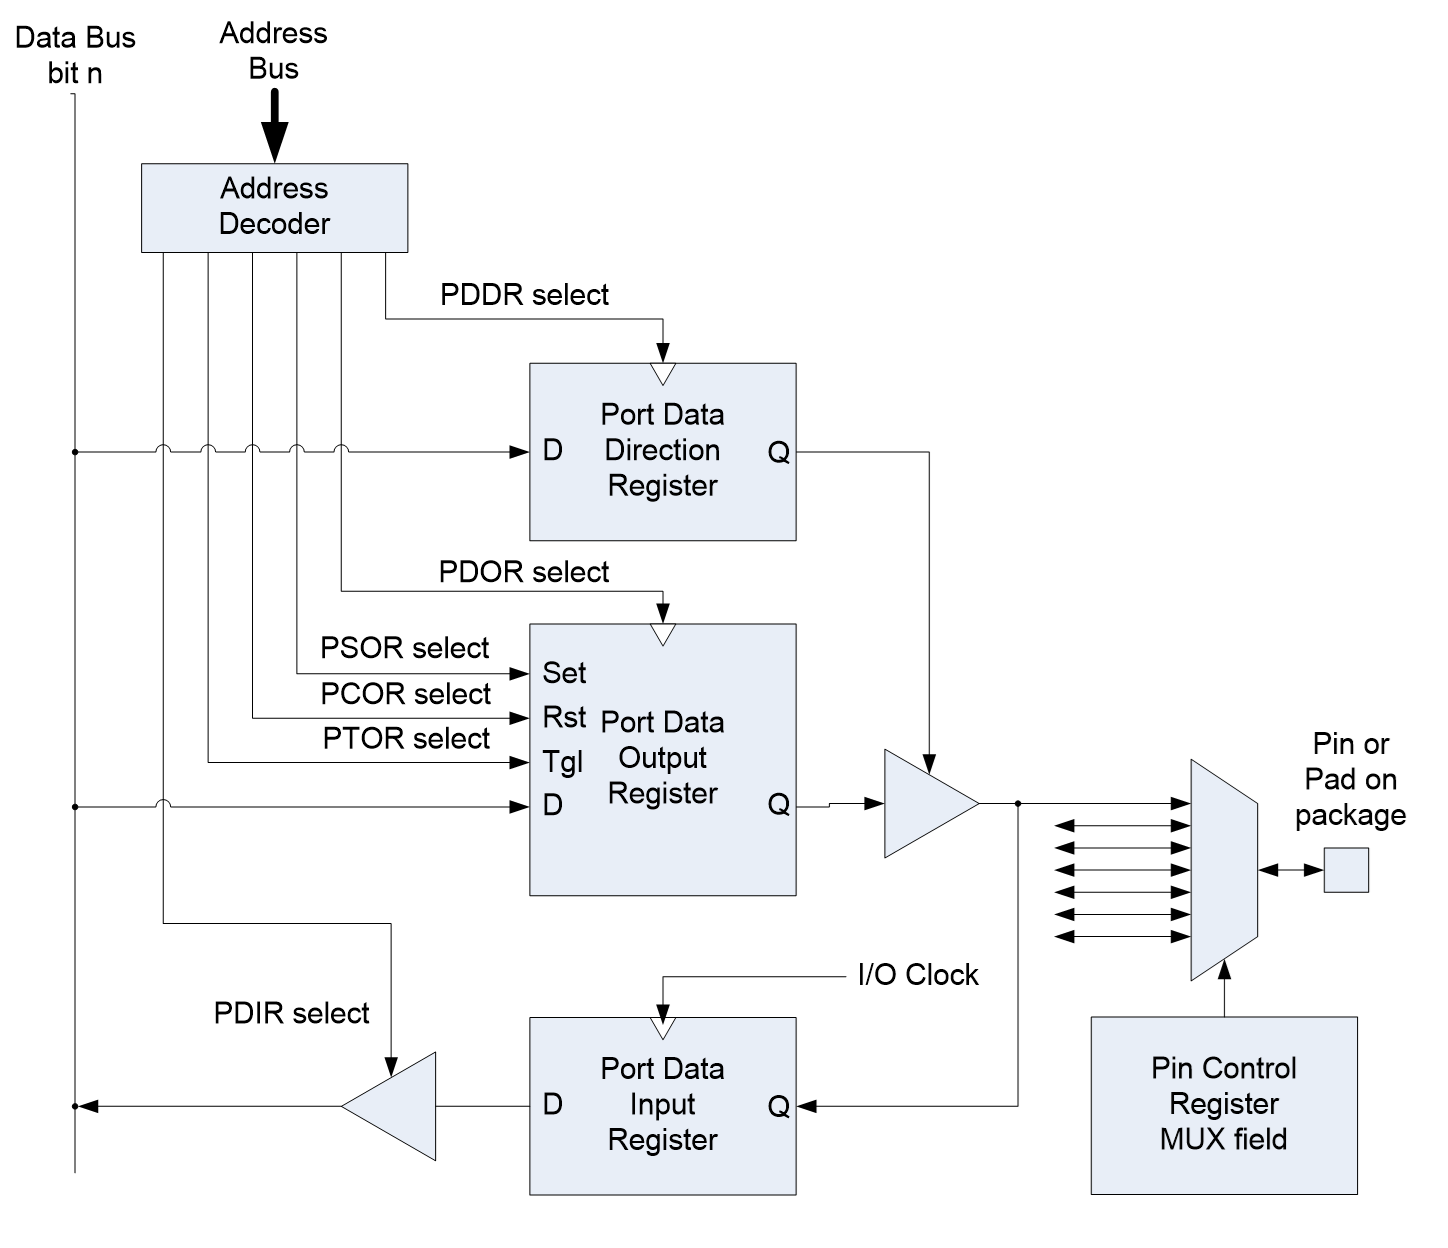 Data Bus
bit n
Address
Bus
Address
Decoder
PDDR select
Port Data
Direction
Register
D
Q
PDOR select
PSOR select
PCOR select
PTOR select
Set
Rst
Tgl
D
Port Data
Output
Register
Q
Pin or
Pad on
package
I/O Clock
PDIR select
Port Data
Input
Register
D
Q
Pin Control
Register
MUX field